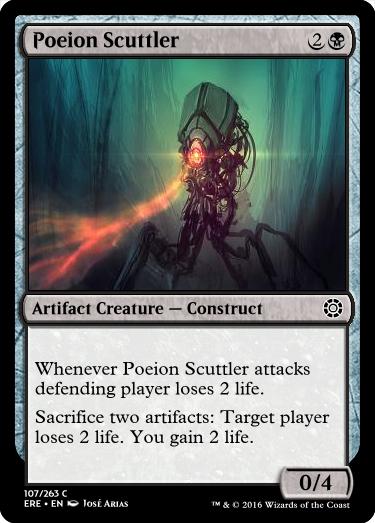 Poeion Scuttler 2
Artifact Creature — Construct
Whenever Poeion Scuttler attacks
defending player loses 2 life.
Sacrifice two artifacts: Target player
loses 2 life. You gain 2 life.
0/4
107/263 C
ERE • EN José Arias
™ & © 2016 Wizards of the Coast